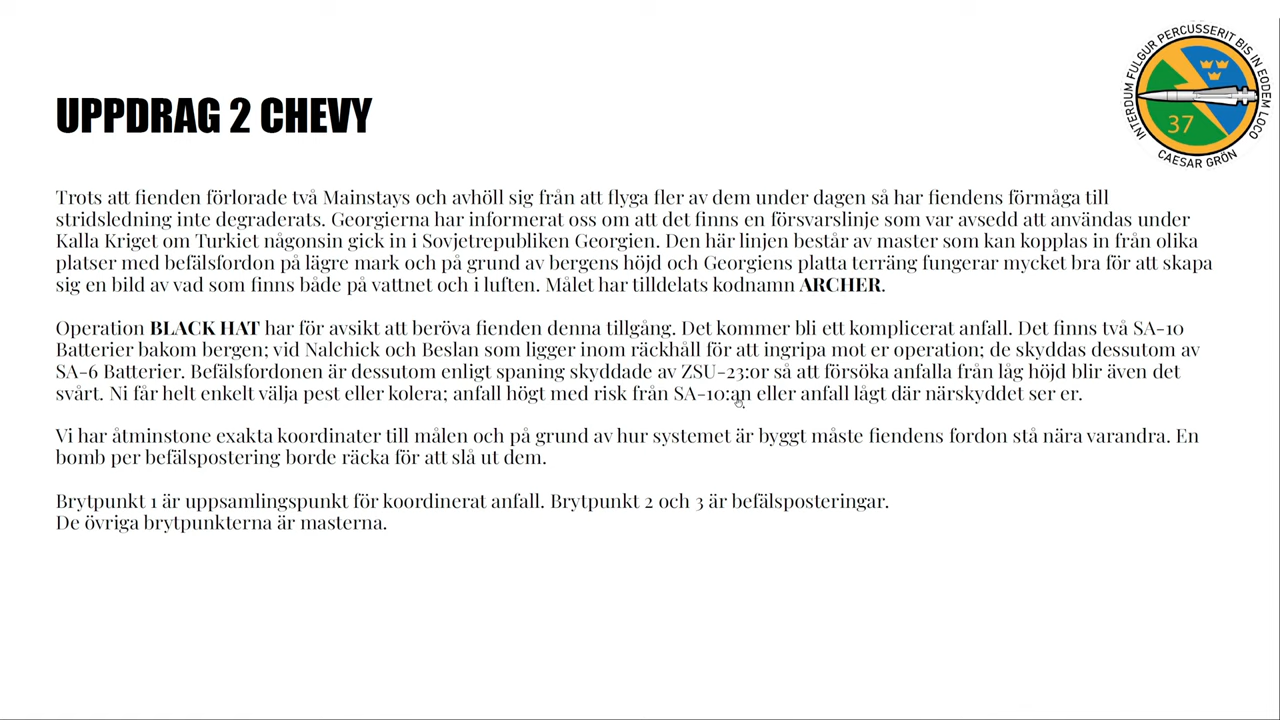 INTERDUM FULGUR PERCUSSERIT BIS IN EODEM LOCO
37
CAESAR GRÖN
UPPDRAG 2 CHEVY
Trots att fienden förlorade två Mainstays och avhöll sig från att flyga fler av dem under dagen så har fiendens förmåga till
stridsledning inte degraderats. Georgierna har informerat oss om att det finns en försvarslinje som var avsedd att användas under
Kalla Kriget om Turkiet någonsin gick in i Sovjetrepubliken Georgien. Den här linjen består av master som kan kopplas in från olika
platser med befälsfordon på lägre mark och på grund av bergens höjd och Georgiens platta terräng fungerar mycket bra för att skapa
sig en bild av vad som finns både på vattnet och i luften. Målet har tilldelats kodnamn ARCHER.
Operation BLACK HAT har för avsikt att beröva fienden denna tillgång. Det kommer bli ett komplicerat anfall. Det finns två SA-10
Batterier bakom bergen; vid Nalchick och Beslan som ligger inom räckhåll för att ingripa mot er operation; de skyddas dessutom av
SA-6 Batterier. Befälsfordonen är dessutom enligt spaning skyddade av ZSU-23:or så att försöka anfalla från låg höjd blir även det
svårt. Ni får helt enkelt välja pest eller kolera; anfall högt med risk från SA-10:an eller anfall lågt där närskyddet ser er.
Vi har åtminstone exakta koordinater till målen och på grund av hur systemet är byggt måste fiendens fordon stå nära varandra. En
bomb per befälspostering borde räcka för att slå ut dem.
Brytpunkt 1 är uppsamlingspunkt för koordinerat anfall. Brytpunkt 2 och 3 är befälsposteringar.
De övriga brytpunkterna är masterna.